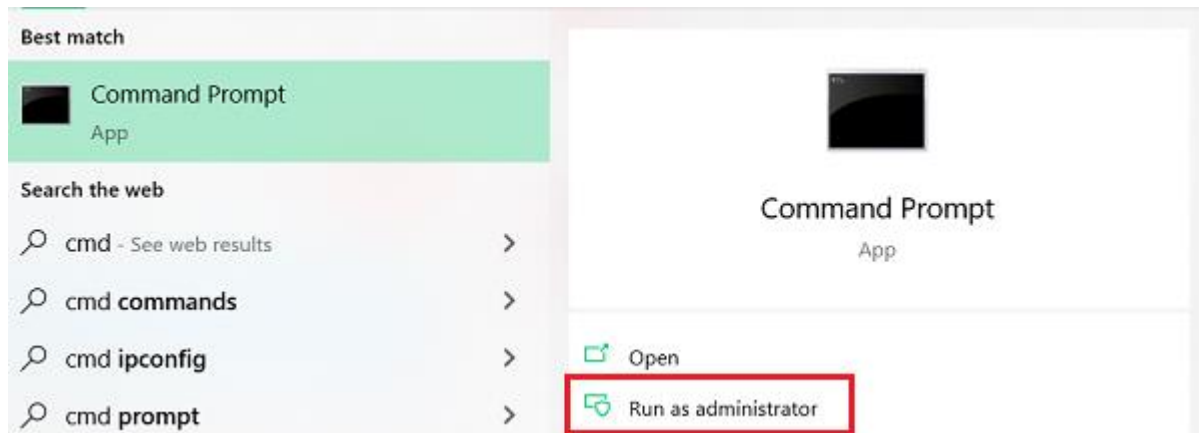 Best match
Command Prompt
App
Search the web
cmd - See web results
cmd commands
cmd ipconfig
cmd prompt
Command Prompt
App
Open
Run as administrator